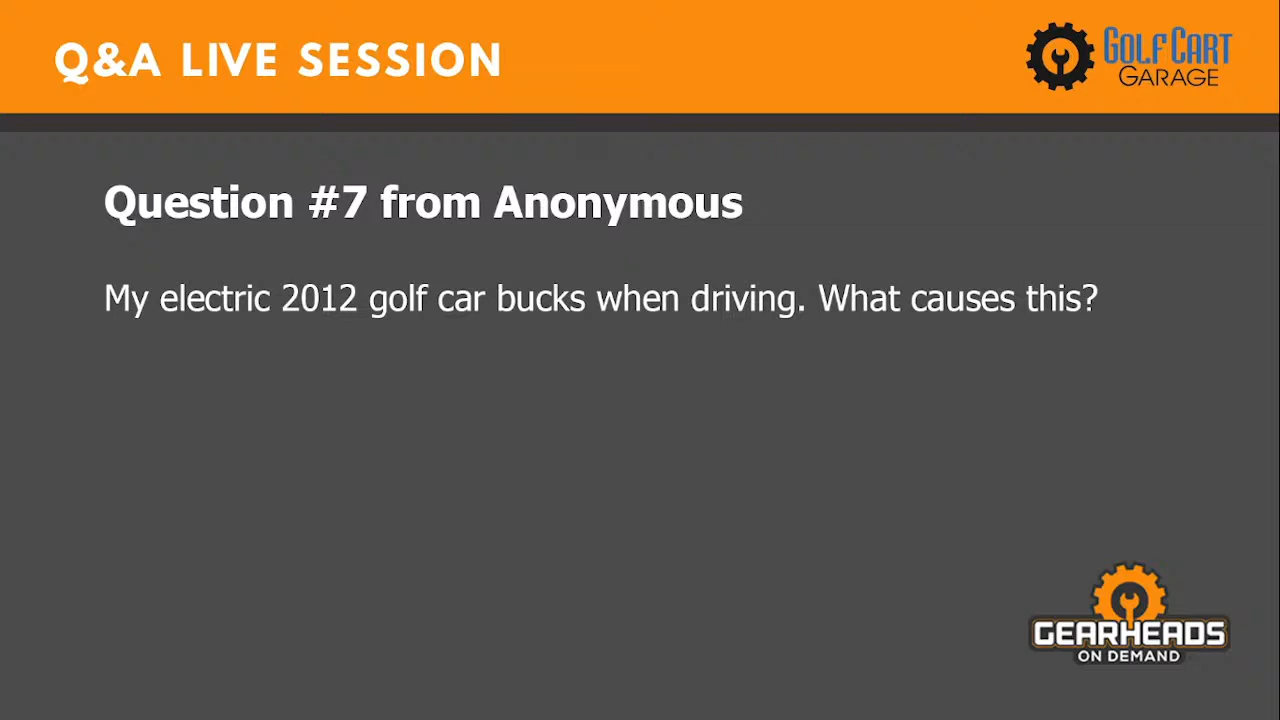 Q&A LIVE SESSION
GOLF CART
GARAGE
Question #7 from Anonymous
My electric 2012 golf car bucks when driving. What causes this?
GEARHEADS
ON DEMAND